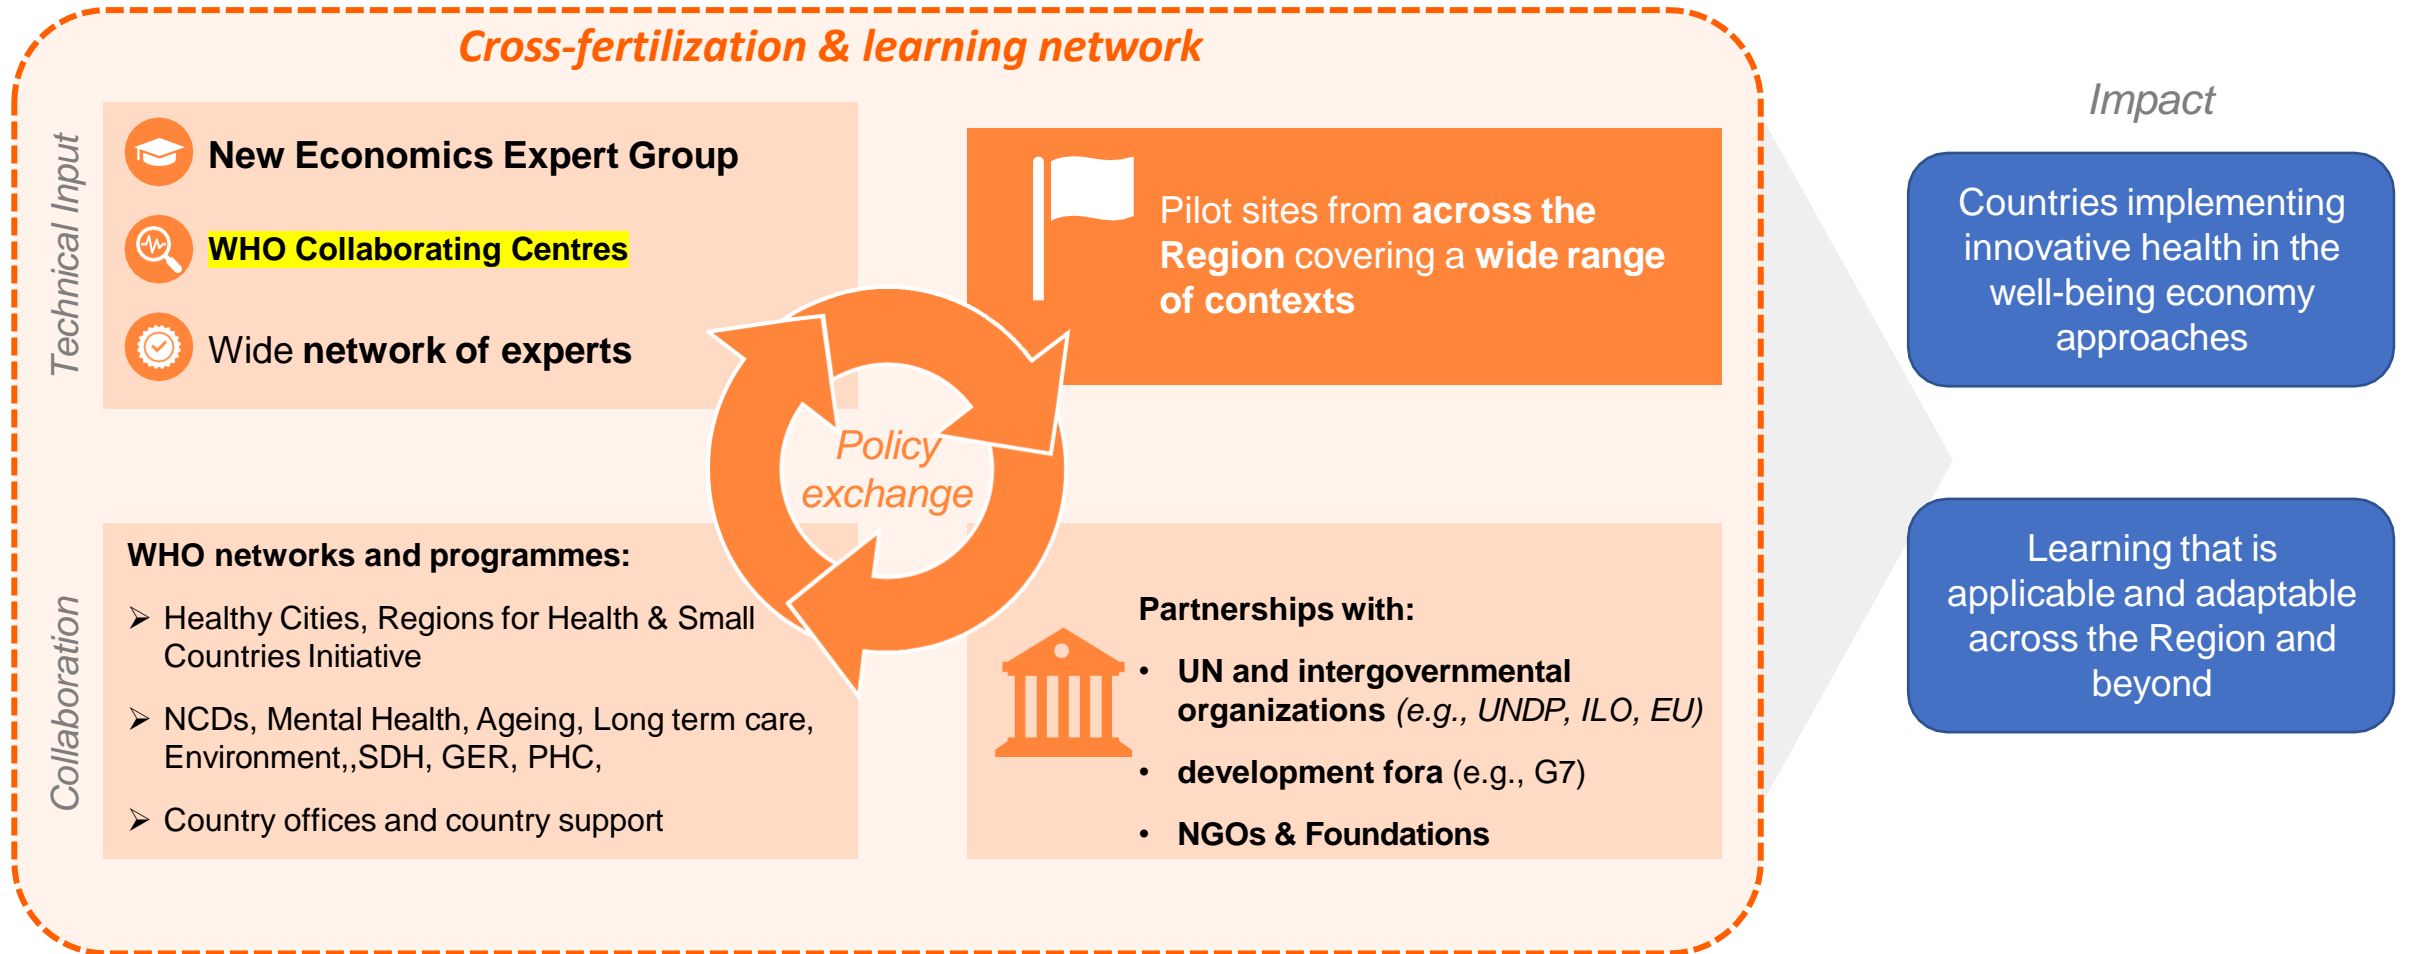 Cross-fertilization & learning network
Technical Input
New Economics Expert Group
WHO Collaborating Centres
Wide network of experts
Pilot sites from across the
Region covering a wide range
of contexts
Policy
exchange
Collaboration
WHO networks and programmes:
➢ Healthy Cities, Regions for Health & Small
Countries Initiative
➢ NCDs, Mental Health, Ageing, Long term care,
Environment,,SDH, GER, PHC,
➢ Country offices and country support
Partnerships with:
• UN and intergovernmental
organizations (e.g., UNDP, ILO, EU)
• development fora (e.g., G7)
• NGOs & Foundations
Impact
Countries implementing
innovative health in the
well-being economy
approaches
Learning that is
applicable and adaptable
across the Region and
beyond